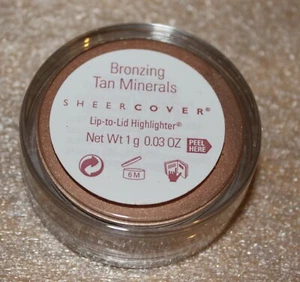 Bronzing
Tan Minerals
SHEERCOVER®
Lip-to-Lid Highlighter®
Net Wt 1 g 0.03 OZ
PEEL
HERE
6M